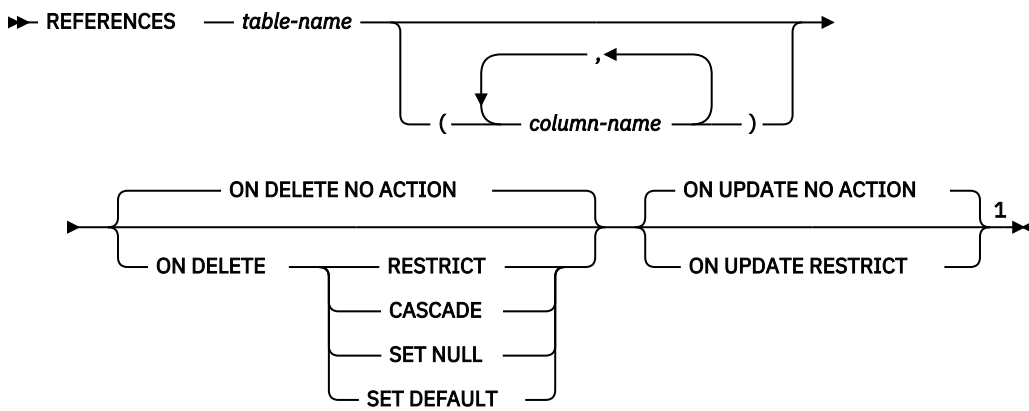 REFERENCES table-name
,
( column-name )
ON DELETE NO ACTION ON UPDATE NO ACTION
1
ON DELETE RESTRICT ON UPDATE RESTRICT
CASCADE
SET NULL
SET DEFAULT